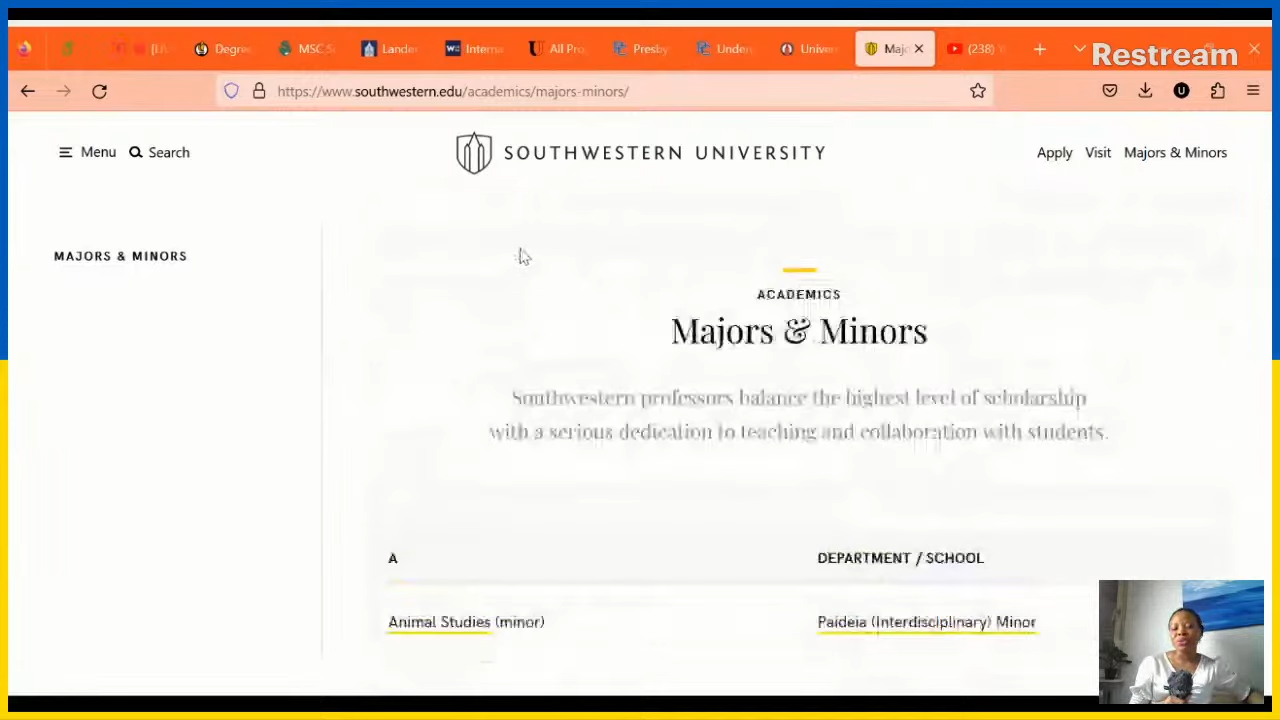 Degre
MSC S
Lander
Interna
All Pro
Presby
Under
Univer
Majo
(238)
Restream
https://www.southwestern.edu/academics/majors-minors/
Menu
Search
SOUTHWESTERN UNIVERSITY
Apply
Visit
Majors & Minors
MAJORS & MINORS
ACADEMICS
Majors & Minors
Southwestern professors balance the highest level of scholarship
with a serious dedication to teaching and collaboration with students.
A
DEPARTMENT / SCHOOL
Animal Studies (minor)
Paideia (Interdisciplinary) Minor